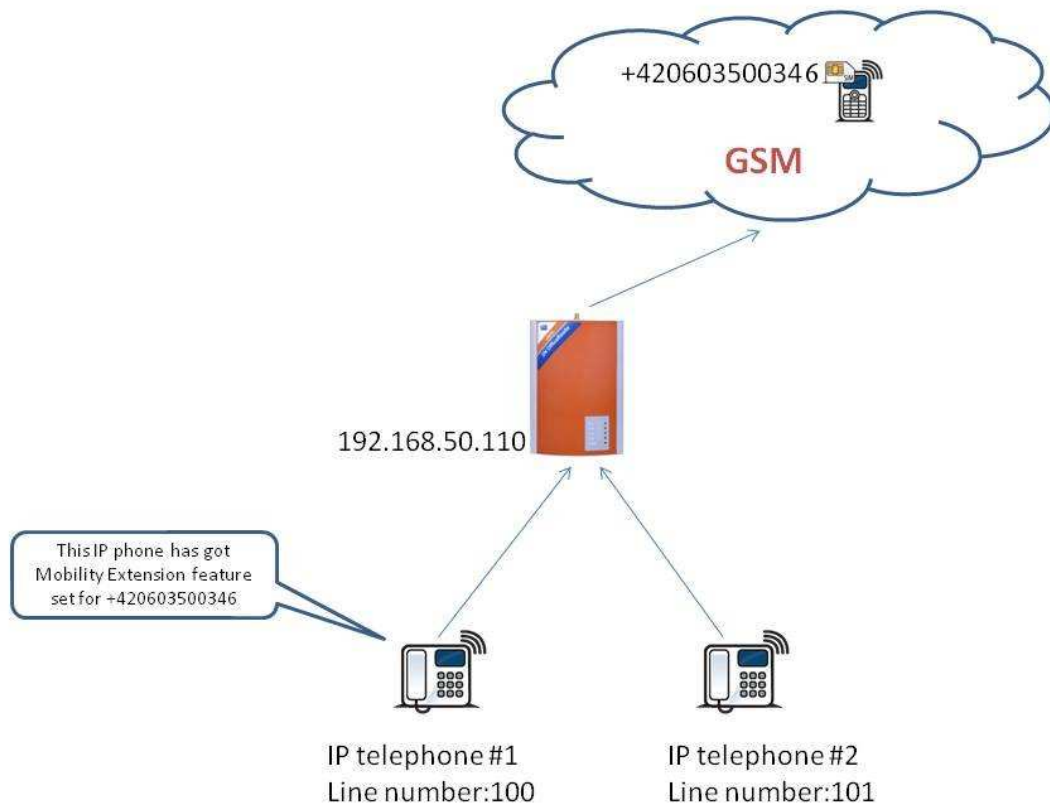 +420603500346
SIM
GSM
192.168.50.110
This IP phone has got
Mobility Extension feature
set for +420603500346
IP telephone #1
Line number:100
IP telephone #2
Line number:101